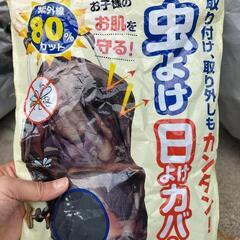 取り付け・取り外しもカンタン!
虫よけ
日よけカバー
お子様の
お肌を
守る!
紫外線
80%
カット